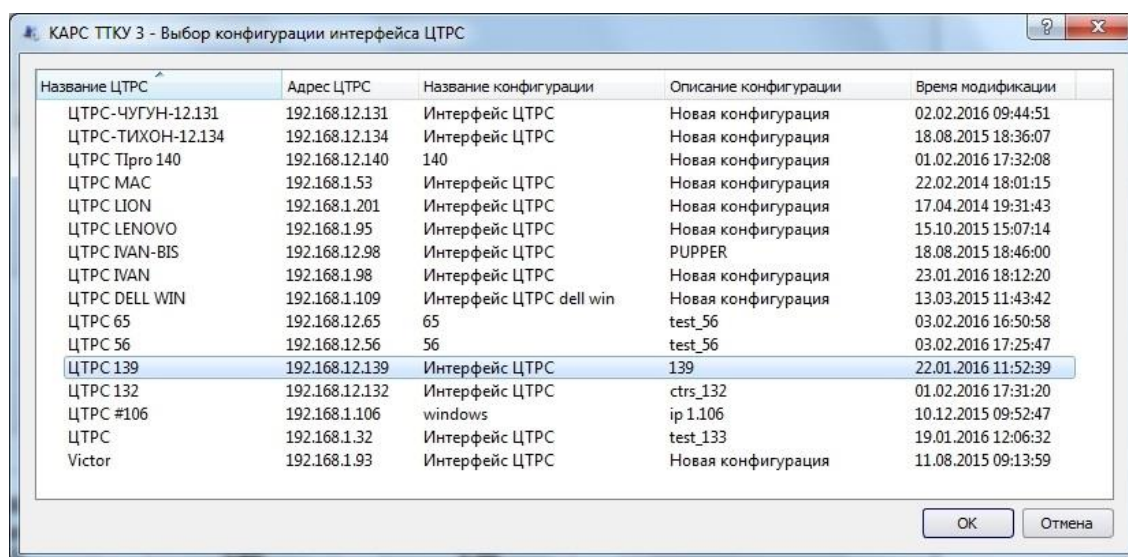 КАРС ТТКУ 3 - Выбор конфигурации интерфейса ЦТРС
Название ЦТРС Адрес ЦТРС Название конфигурации Описание конфигурации Время модификации
ЦТРС-ЧУГУН-12.131 192.168.12.131 Интерфейс ЦТРС Новая конфигурация 02.02.2016 09:44:51
ЦТРС-ТИХОН-12.134 192.168.12.134 Интерфейс ЦТРС Новая конфигурация 18.08.2015 18:36:07
ЦТРС TIpro 140 192.168.12.140 140 Новая конфигурация 01.02.2016 17:32:08
ЦТРС MAC 192.168.1.53 Интерфейс ЦТРС Новая конфигурация 22.02.2014 18:01:15
ЦТРС LION 192.168.1.201 Интерфейс ЦТРС Новая конфигурация 17.04.2014 19:31:43
ЦТРС LENOVO 192.168.1.95 Интерфейс ЦТРС Новая конфигурация 15.10.2015 15:07:14
ЦТРС IVAN-BIS 192.168.12.98 Интерфейс ЦТРС PUPPER 18.08.2015 18:46:00
ЦТРС IVAN 192.168.1.98 Интерфейс ЦТРС Новая конфигурация 23.01.2016 18:12:20
ЦТРС DELL WIN 192.168.1.109 Интерфейс ЦТРС dell win Новая конфигурация 13.03.2015 11:43:42
ЦТРС 65 192.168.12.65 65 test_56 03.02.2016 16:50:58
ЦТРС 56 192.168.12.56 56 test_56 03.02.2016 17:25:47
ЦТРС 139 192.168.12.139 Интерфейс ЦТРС 139 22.01.2016 11:52:39
ЦТРС 132 192.168.12.132 Интерфейс ЦТРС ctrs_132 01.02.2016 17:31:20
ЦТРС #106 192.168.1.106 windows ip 1.106 10.12.2015 09:52:47
ЦТРС 192.168.1.32 Интерфейс ЦТРС test_133 19.01.2016 12:06:32
Victor 192.168.1.93 Интерфейс ЦТРС Новая конфигурация 11.08.2015 09:13:59
OK Отмена